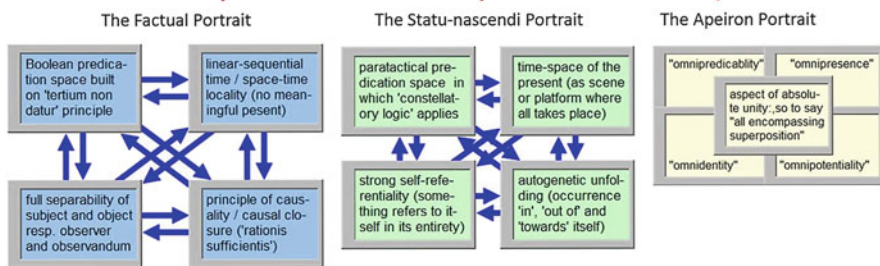 The Factual Portrait
The Statu-nascendi Portrait
The Apeiron Portrait
Boolean predica-
tion space built
on 'tertium non
datur' principle
linear-sequential
time / space-time
locality (no mea-
ningful pesent)
full separability of
subject and object
resp. observer
and observandum
principle of caus-
ality / causal clo-
sure ('rationis
sufficientis')
paratactical pre-
dication space in
which 'constella-
tory logic' applies
time-space of the
present (as scene
or platform where
all takes place)
strong self-refe-
rentiality (some-
thing refers to it-
self in its entirety)
autogenetic unfol-
ding (occurrence
'in', 'out of' and
'towards' itself)
"omnipredicablity"
"omnipresence"
aspect of absolu-
te unity:,so to say
"all encompassing
superposition"
"omnidentity"
"omnipotentiality"